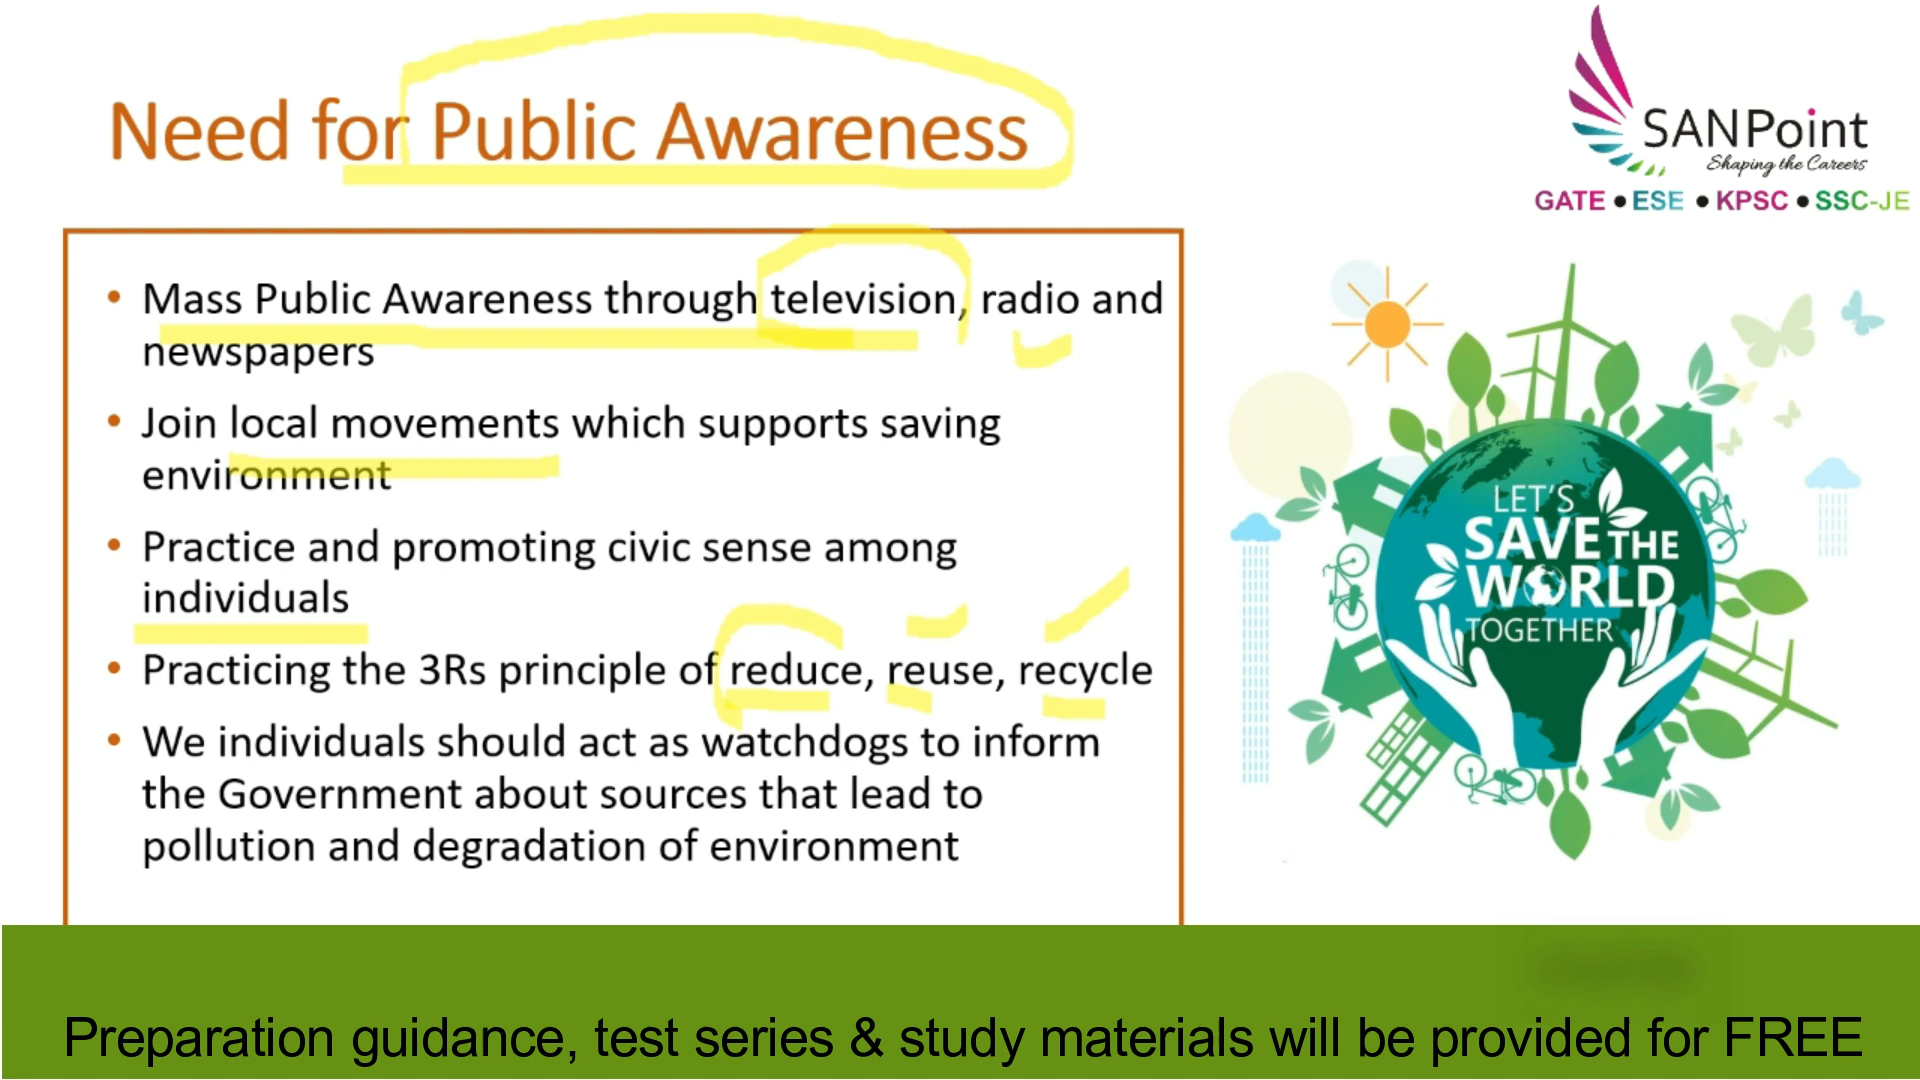 Need for Public Awareness
SANPoint
Shaping the Careers
GATE ● ESE ● KPSC ● SSC-JE
• Mass Public Awareness through television, radio and
newspapers
• Join local movements which supports saving
environment
• Practice and promoting civic sense among
individuals
• Practicing the 3Rs principle of reduce, reuse, recycle
• We individuals should act as watchdogs to inform
the Government about sources that lead to
pollution and degradation of environment
LET'S
SAVE THE
WORLD
TOGETHER
Preparation guidance, test series & study materials will be provided for FREE